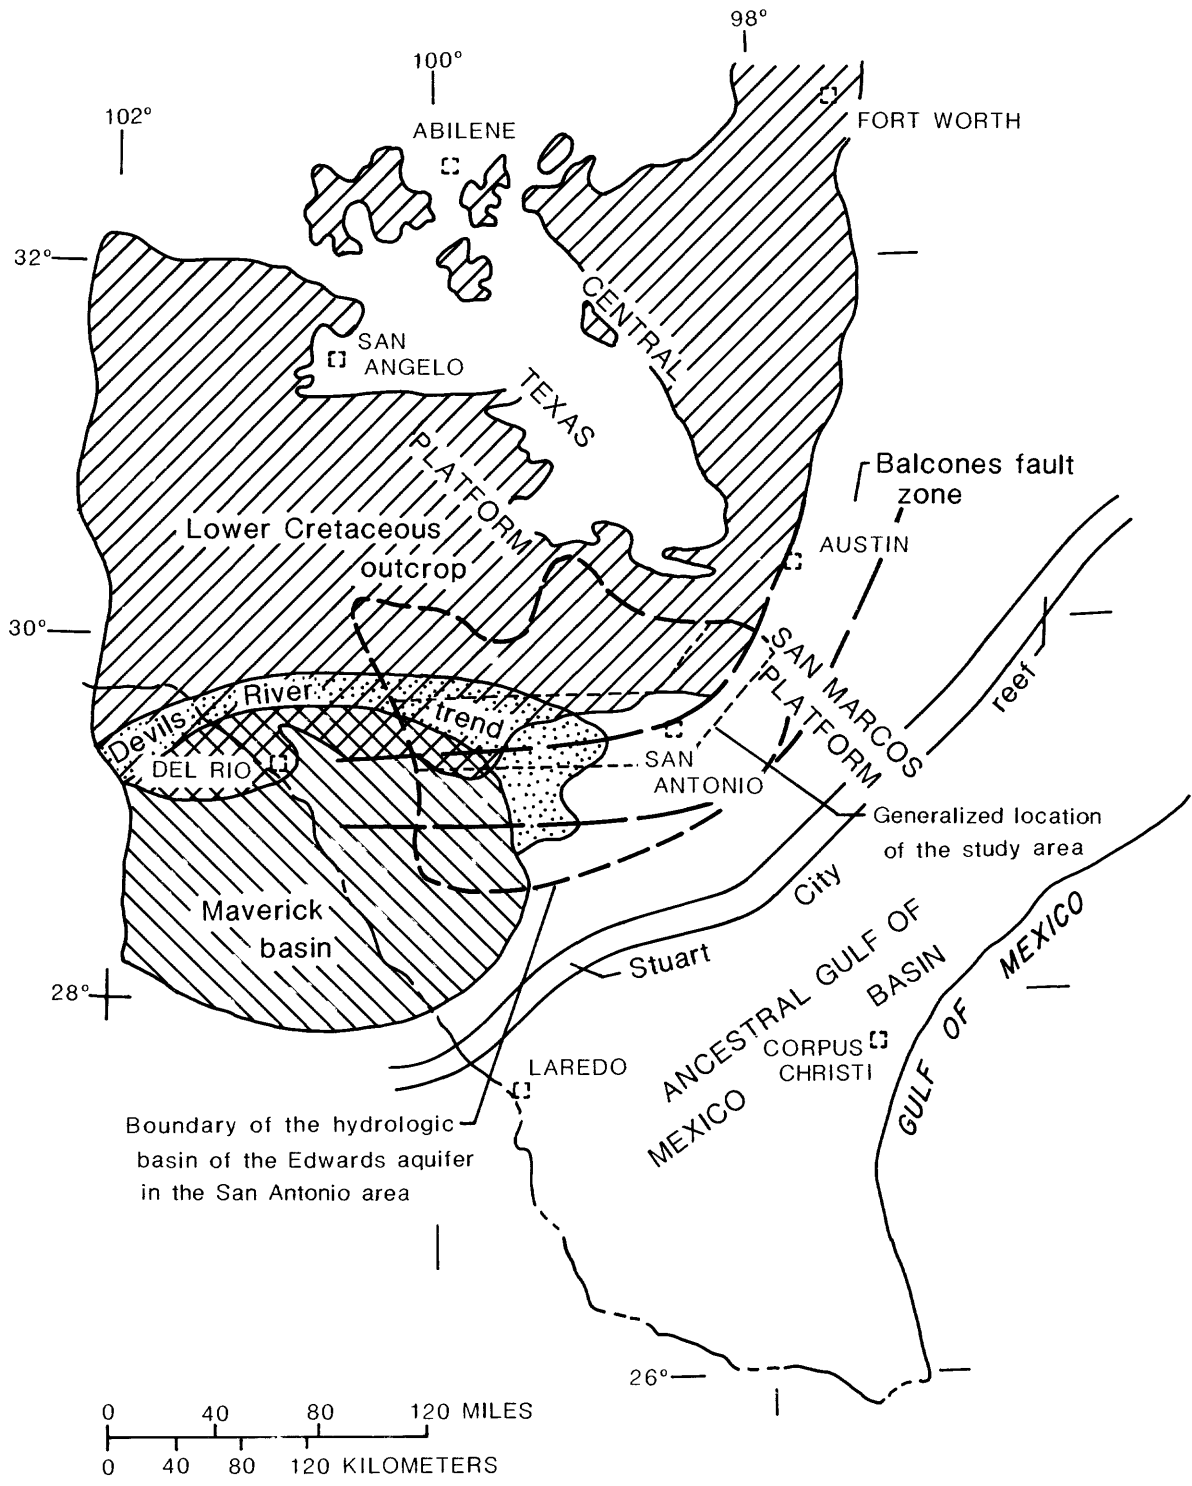 98°
100°
102°
ABILENE
FORT WORTH
32°
CENTRAL
SAN
ANGELO
TEXAS
PLATFORM
Balcones fault
zone
Lower Cretaceous
outcrop
AUSTIN
30°
SAN MARCOS
PLATFORM
reef
Devils
River
trend
DEL RIO
SAN
ANTONIO
Generalized location
of the study area
City
Maverick
basin
Stuart
28°
ANCESTRAL GULF OF
MEXICO
BASIN
GULF OF MEXICO
CORPUS
CHRISTI
LAREDO
Boundary of the hydrologic
basin of the Edwards aquifer
in the San Antonio area
26°
0 40 80 120 MILES
0 40 80 120 KILOMETERS